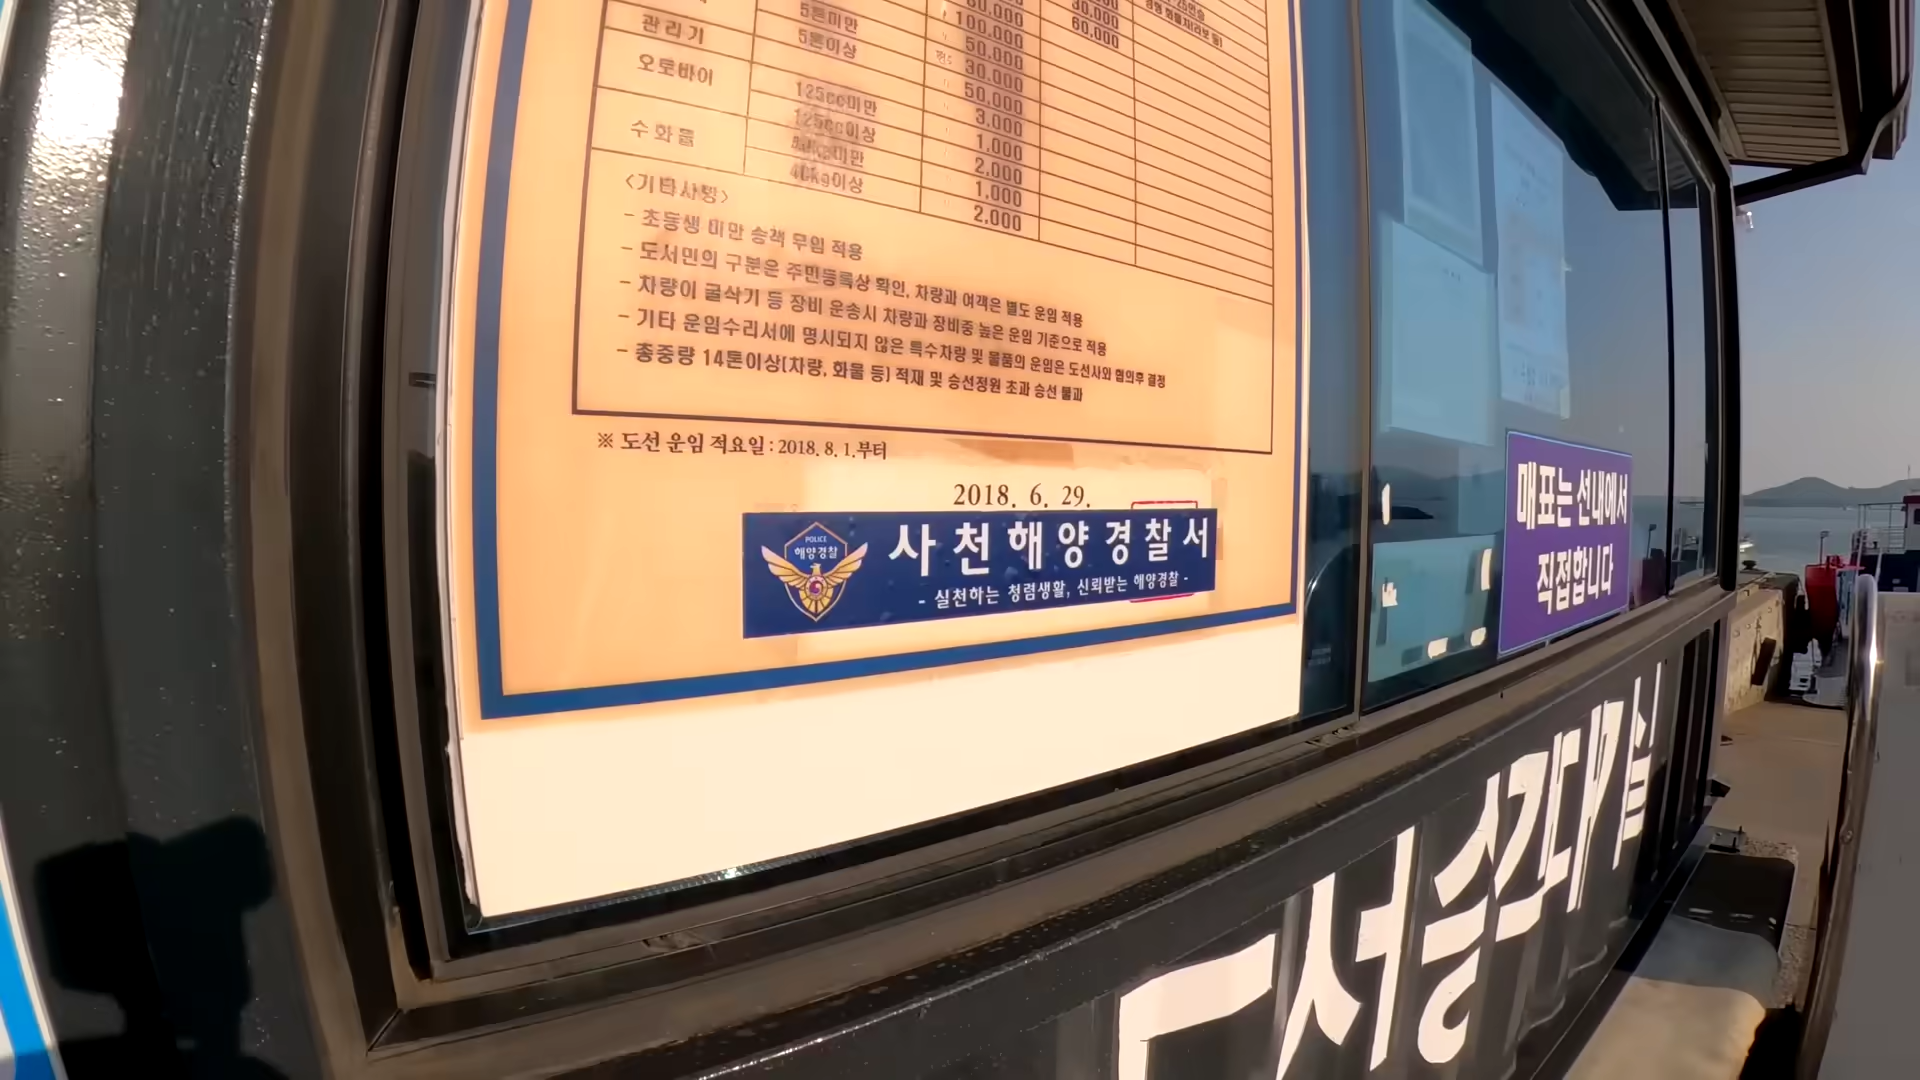 5톤미만
100.000
60.000
관리기
5톤이상
50.000
30.000
오토바이
50.000
125cc미만
3.000
125cc이상
1.000
수화물
미만
2.000
40kg이상
1.000
2.000
<기타사항>
- 초등생 미만 승객 무임 적용
- 도서민의 구분은 주민등록상 확인, 차량과 여객은 별도 운임 적용
- 차량이 굴삭기 등 장비 운송시 차량과 장비중 높은 운임 기준으로 적용
- 기타 운임수리서에 명시되지 않은 특수차량 및 물품의 운임은 도선사와 협의후 결정
- 총중량 14톤이상(차량, 화물 등) 적재 및 승선정원 초과 승선 불과
※ 도선 운임 적요일 : 2018. 8. 1.부터
2018. 6. 29.
POLICE
해양경찰
사천해양경찰서
- 실천하는 청렴생활, 신뢰받는 해양경찰 -
매표는 선내에서
직접합니다
서승객대기실